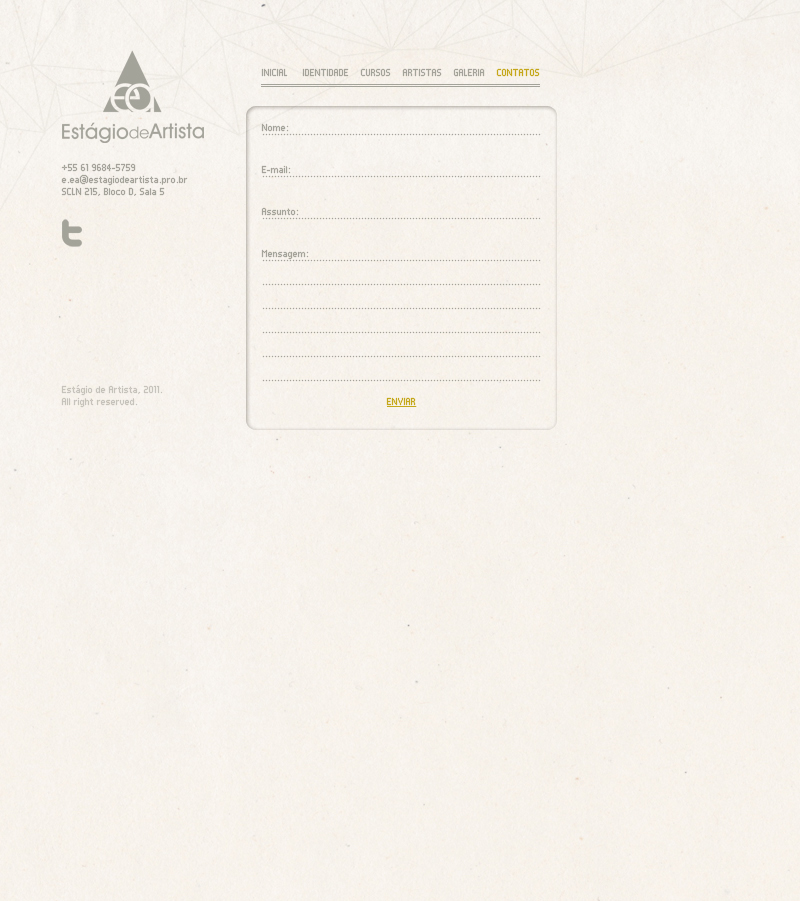 ea
EstágiodeArtista
+55 61 9684-5759
e.ea@estagiodeartista.pro.br
SCLN 215, Bloco D, Sala 5
Estágio de Artista, 2011.
All right reserved.
INICIAL IDENTIDADE CURSOS ARTISTAS GALERIA CONTATOS
Nome:
E-mail:
Assunto:
Mensagem:
ENVIAR